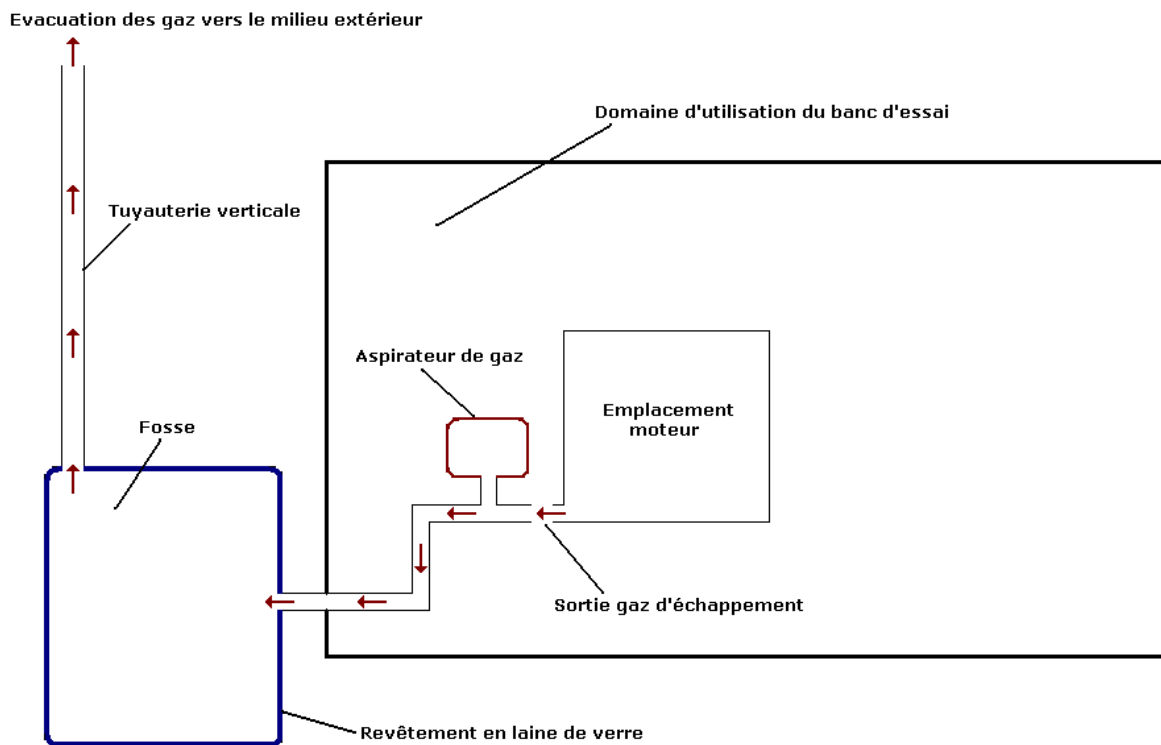 Evacuation des gaz vers le milieu extérieur
Domaine d'utilisation du banc d'essai
Tuyauterie verticale
Aspirateur de gaz
Emplacement
moteur
Fosse
Sortie gaz d'échappement
Revêtement en laine de verre